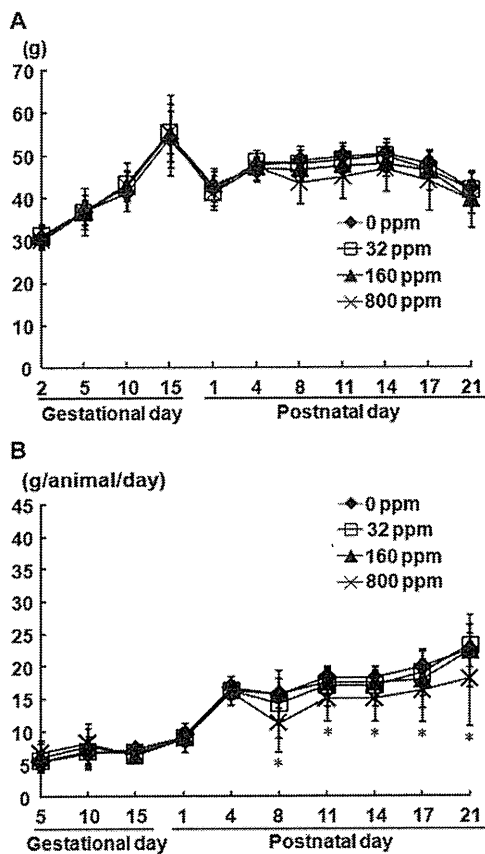 A
(g)
70
60
50
40
30
20
10
0
0 ppm
32 ppm
160 ppm
800 ppm
2 5 10 15 1 4 8 11 14 17 21
Gestational day Postnatal day
B
(g/animal/day)
45
40
35
30
25
20
15
10
5
0
0 ppm
32 ppm
160 ppm
800 ppm
* * * * *
5 10 15 1 4 8 11 14 17 21
Gestational day Postnatal day